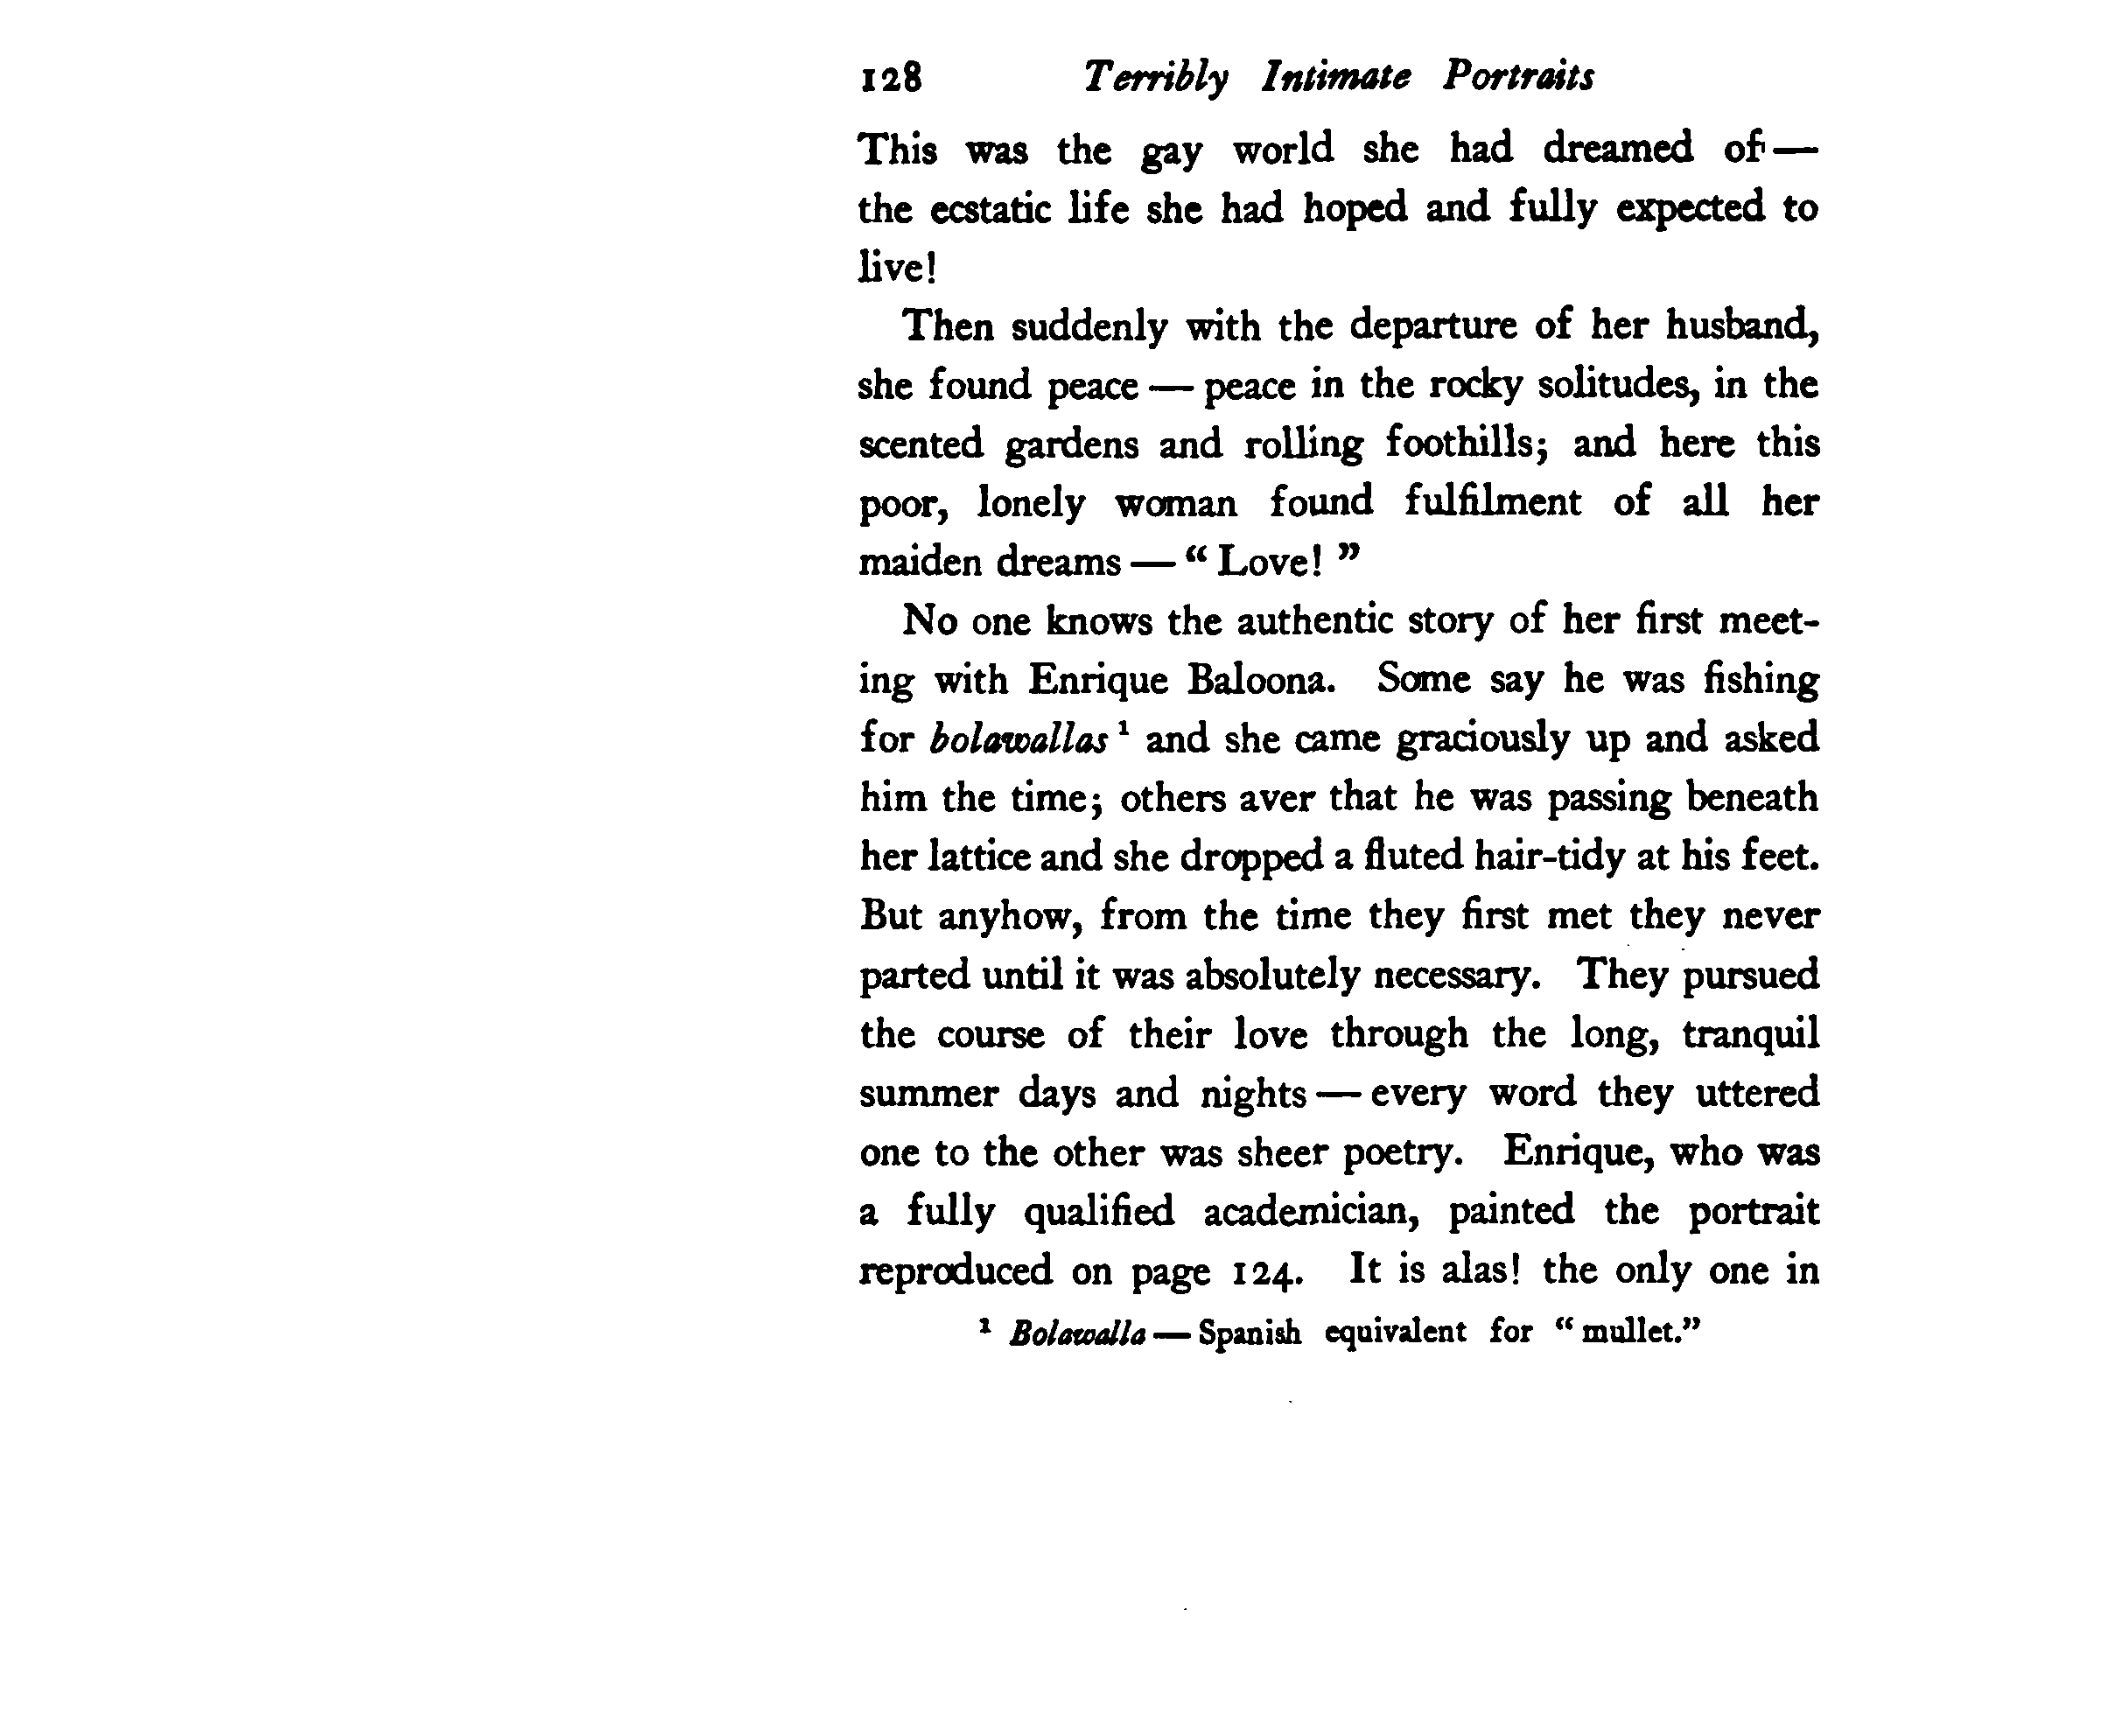 128 Terribly Intimate Portraits
This was the gay world she had dreamed of—
the ecstatic life she had hoped and fully expected to
live!
Then suddenly with the departure of her husband,
she found peace — peace in the rocky solitudes, in the
scented gardens and rolling foothills; and here this
poor, lonely woman found fulfilment of all her
maiden dreams — “ Love! ”
No one knows the authentic story of her first meet-
ing with Enrique Baloona. Some say he was fishing
for bolawallas ¹ and she came graciously up and asked
him the time; others aver that he was passing beneath
her lattice and she dropped a fluted hair-tidy at his feet.
But anyhow, from the time they first met they never
parted until it was absolutely necessary. They pursued
the course of their love through the long, tranquil
summer days and nights — every word they uttered
one to the other was sheer poetry. Enrique, who was
a fully qualified academician, painted the portrait
reproduced on page 124. It is alas! the only one in
¹ Bolawalla — Spanish equivalent for “ mullet.”